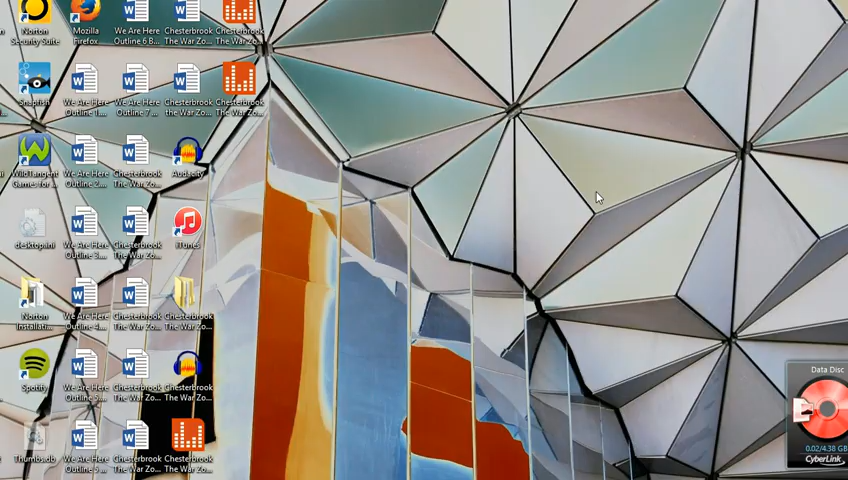 Norton
Security Suite
Mozilla
Firefox
We Are Here
Outline 6 B...
Chesterbrook
The War Zo...
Chesterbrook
The War Zo...
Snapfish
We Are Here
Outline 1...
We Are Here
Outline 7...
Chesterbrook
The War Zo...
Chesterbrook
The War Zo...
WildTangent
Games for ...
We Are Here
Outline 2...
Chesterbrook
The War Zo...
Audacity
desktop.ini
We Are Here
Outline 3...
Chesterbrook
The War Zo...
iTunes
Norton
Installati...
We Are Here
Outline 4...
Chesterbrook
The War Zo...
Chesterbrook
The War Zo...
Spotify
We Are Here
Outline 5...
Chesterbrook
The War Zo...
Chesterbrook
The War Zo...
Thumbs.db
We Are Here
Outline 5...
Chesterbrook
The War Zo...
Chesterbrook
The War Zo...
Data Disc
0.02/4.38 GB
CyberLink